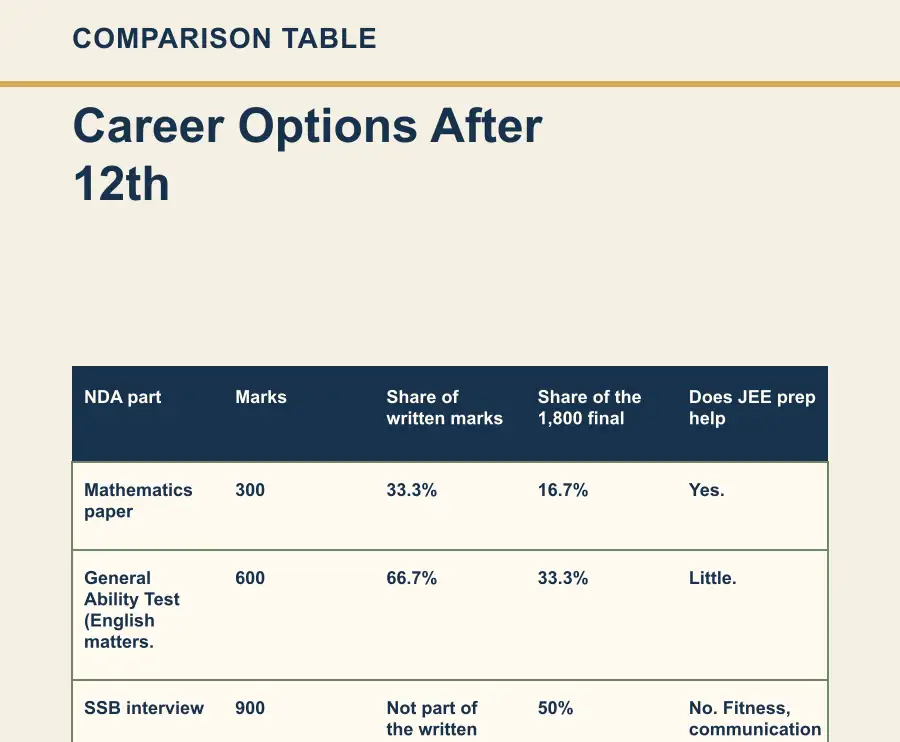 COMPARISON TABLE
Career Options After
12th
NDA part
Marks
Share of
written marks
Share of the
1,800 final
Does JEE prep
help
Mathematics
paper
300
33.3%
16.7%
Yes.
General
Ability Test
(English
matters.
600
66.7%
33.3%
Little.
SSB interview
900
Not part of
the written
50%
No. Fitness,
communication